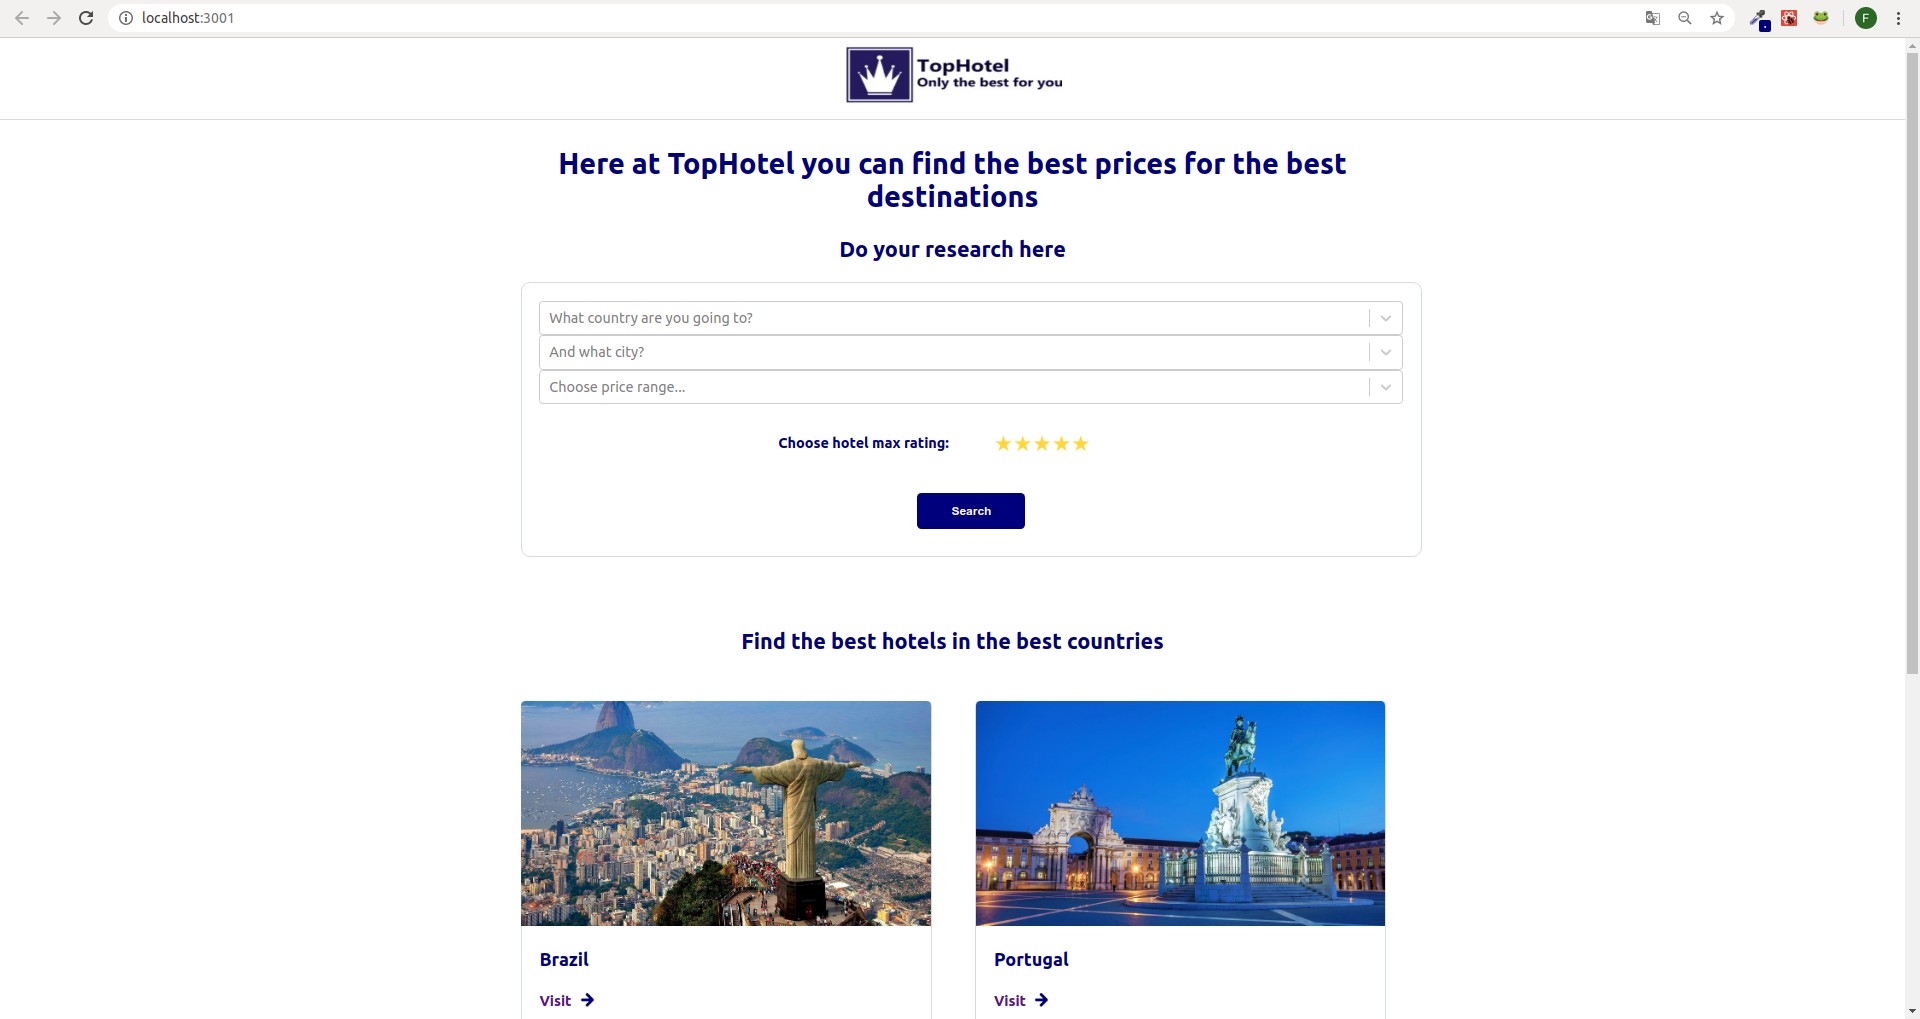 localhost:3001
F
TopHotel
Only the best for you
Here at TopHotel you can find the best prices for the best
destinations
Do your research here
What country are you going to?
And what city?
Choose price range...
Choose hotel max rating:
Search
Find the best hotels in the best countries
Brazil
Portugal
Visit
Visit